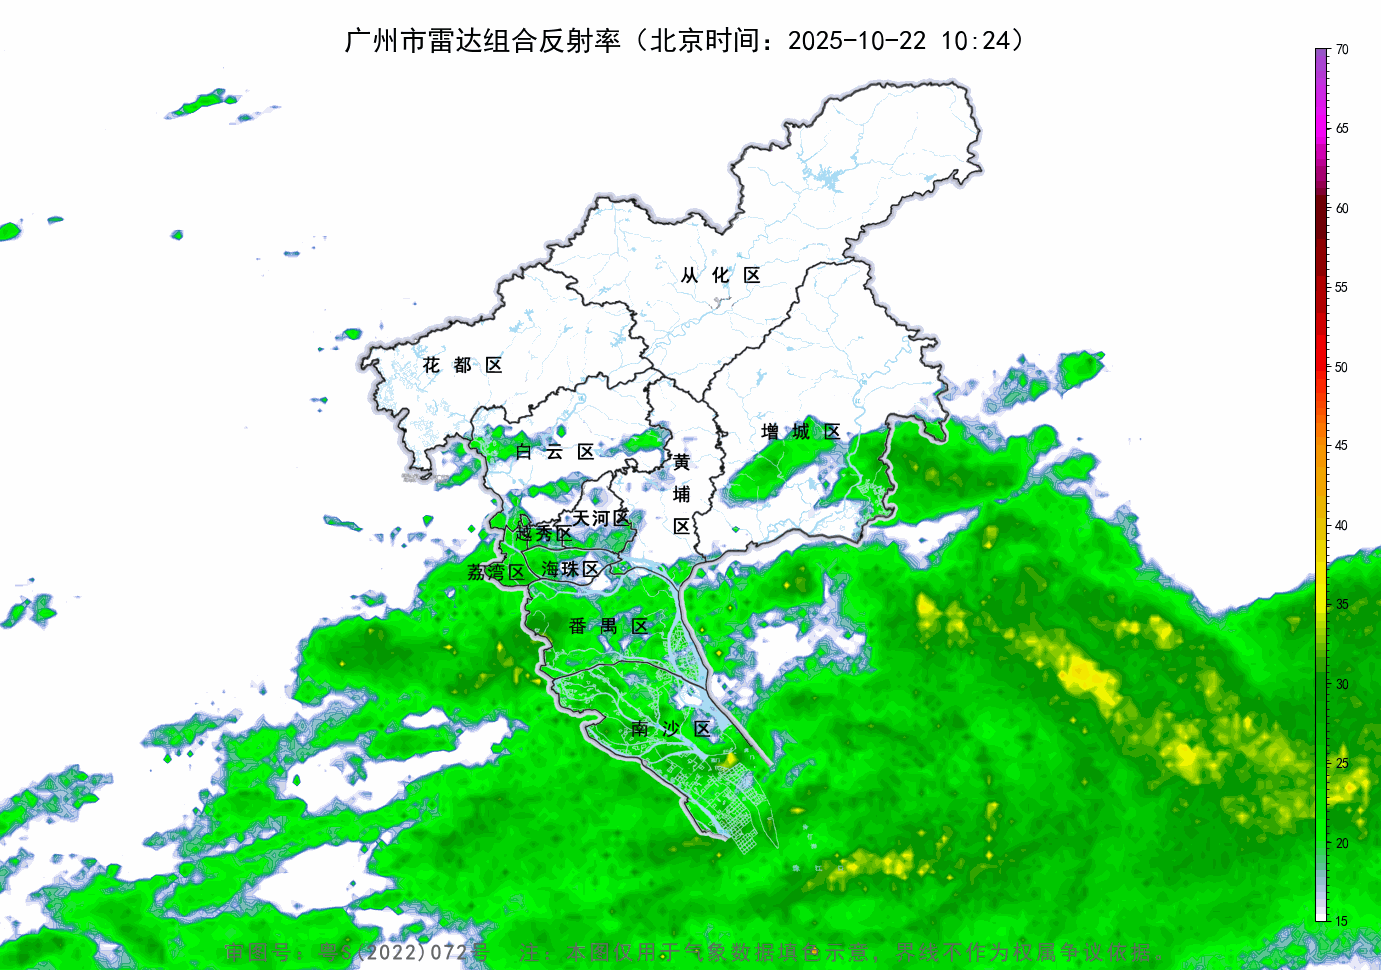 广州市雷达组合反射率（北京时间：2025-10-22 10:24）
70
65
60
55
50
45
40
35
30
25
20
15
从化区
花都区
增城区
白云区
黄埔区
天河区
越秀区
海珠区
荔湾区
番禺区
南沙区
审图号：粤S(2022)072号 注：本图仅用于气象数据填色示意，界线不作为权属争议依据。